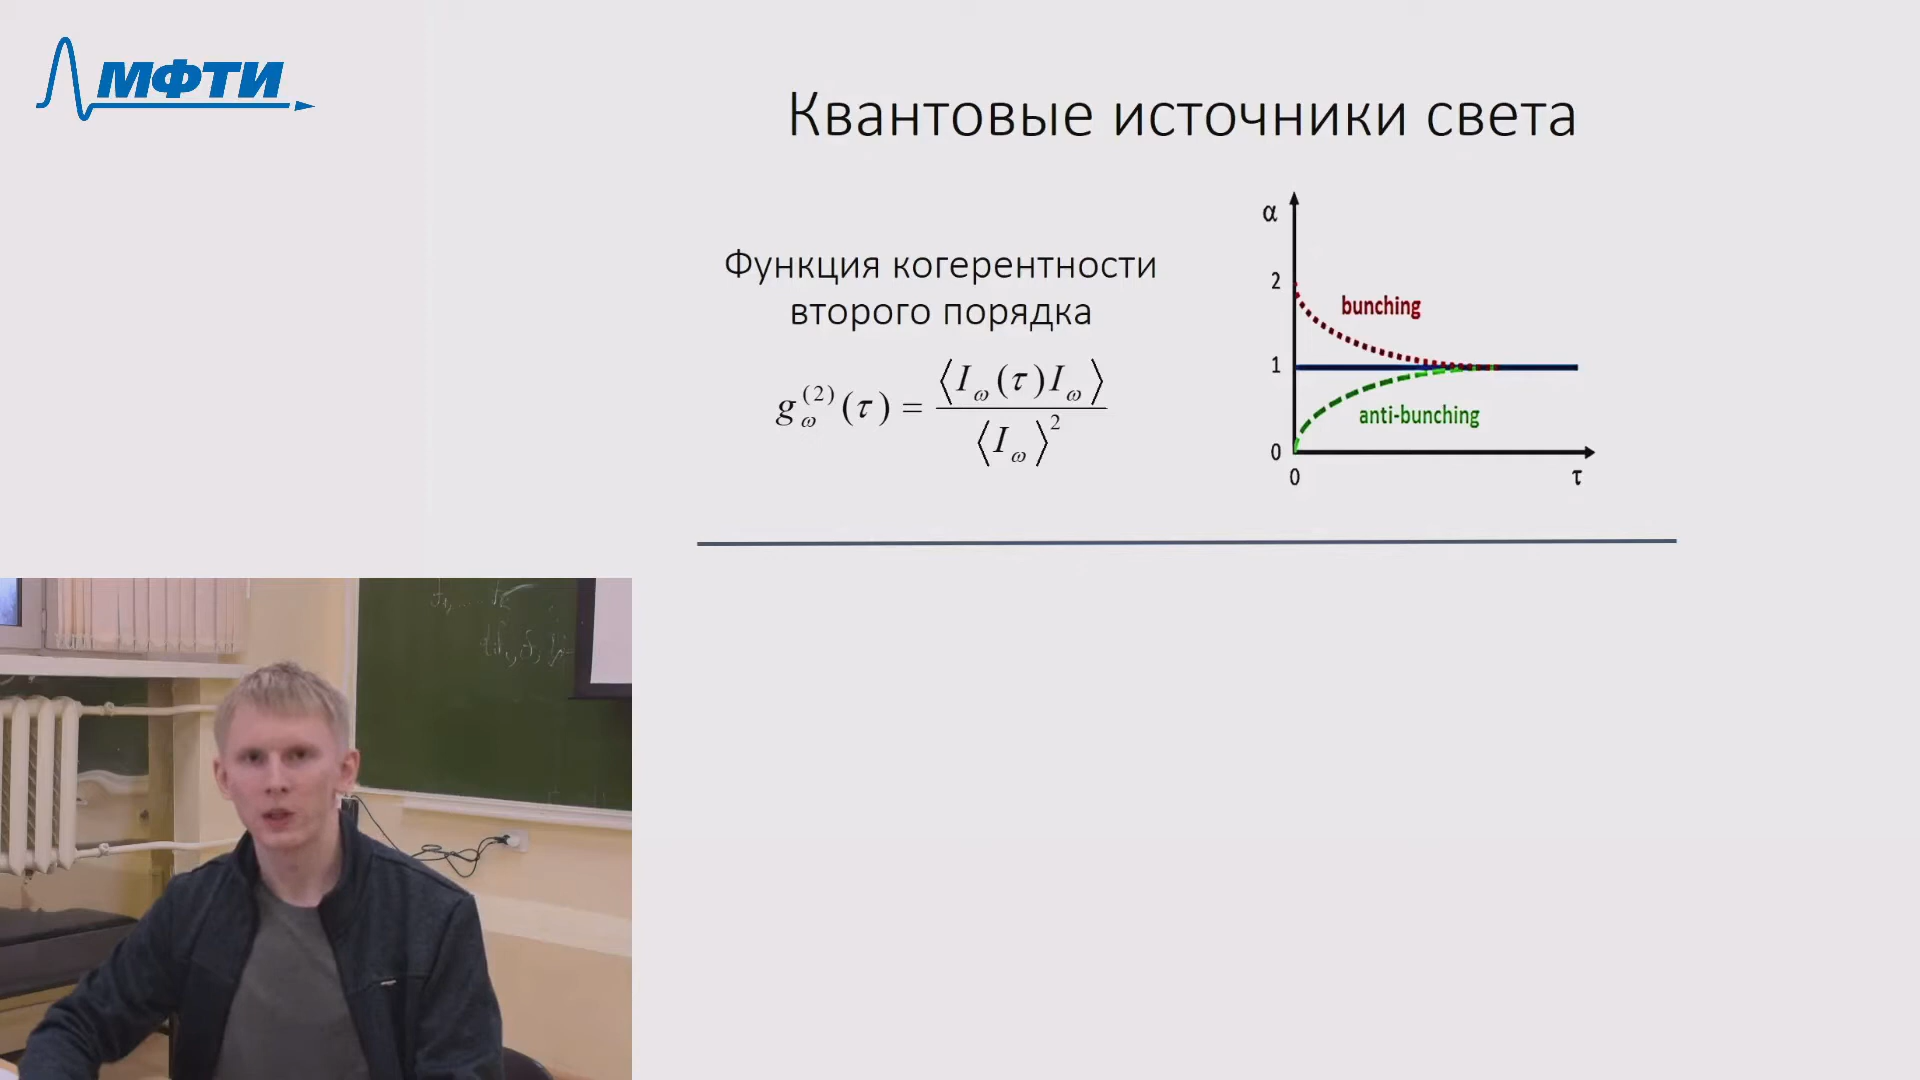 МФТИ
Квантовые источники света
Функция когерентности
второго порядка
g_ω^{(2)}(τ) = ⟨I_ω(τ)I_ω⟩ / ⟨I_ω⟩^2
α
2
bunching
1
anti-bunching
0
0
τ